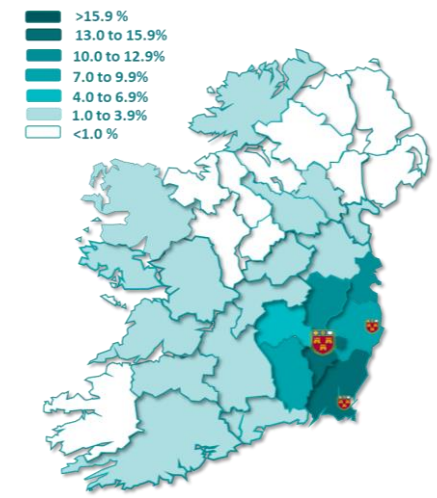 >15.9 %
13.0 to 15.9%
10.0 to 12.9%
7.0 to 9.9%
4.0 to 6.9%
1.0 to 3.9%
<1.0 %